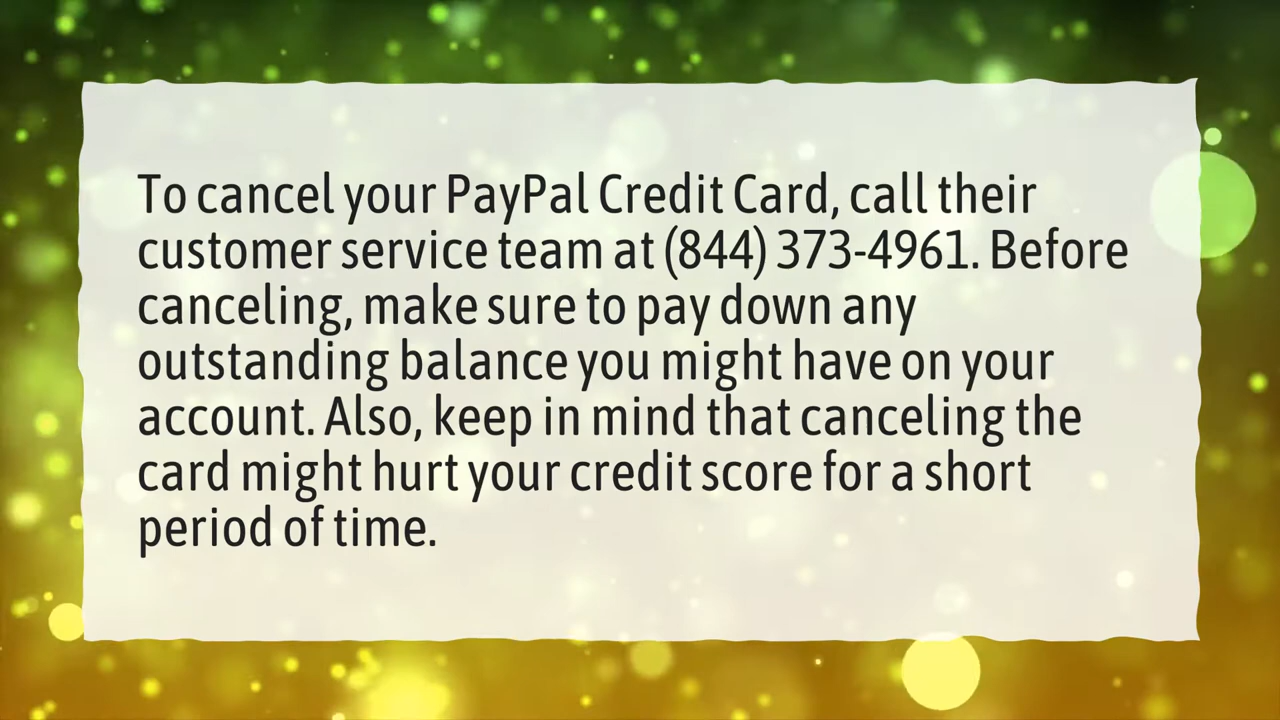 To cancel your PayPal Credit Card, call their
customer service team at (844) 373-4961. Before
canceling, make sure to pay down any
outstanding balance you might have on your
account. Also, keep in mind that canceling the
card might hurt your credit score for a short
period of time.